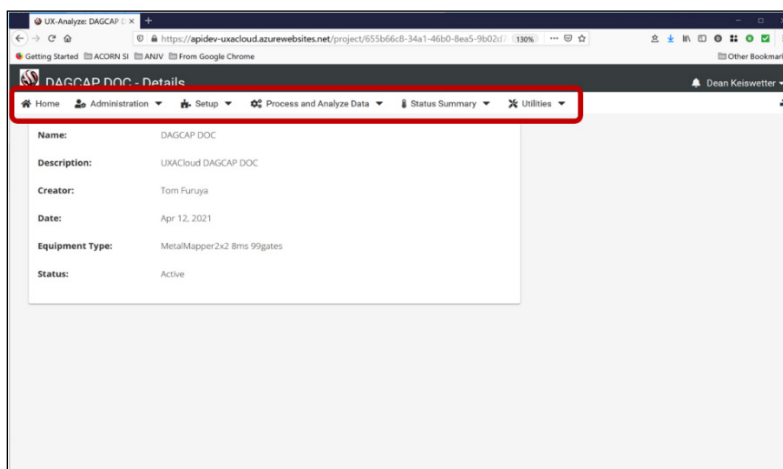 UX-Analyze: DAGCAP D
https://apidev-uxacloud.azurewebsites.net/project/655b66c8-34a1-46b0-8ea5-9b02d 130%
Getting Started ACORN SI ANJV From Google Chrome Other Bookmar
DAGCAP DOC - Details Dean Keiswetter
Home Administration Setup Process and Analyze Data Status Summary Utilities
Name: DAGCAP DOC
Description: UXACloud DAGCAP DOC
Creator: Tom Furuya
Date: Apr 12, 2021
Equipment Type: MetalMapper2x2 8ms 99gates
Status: Active